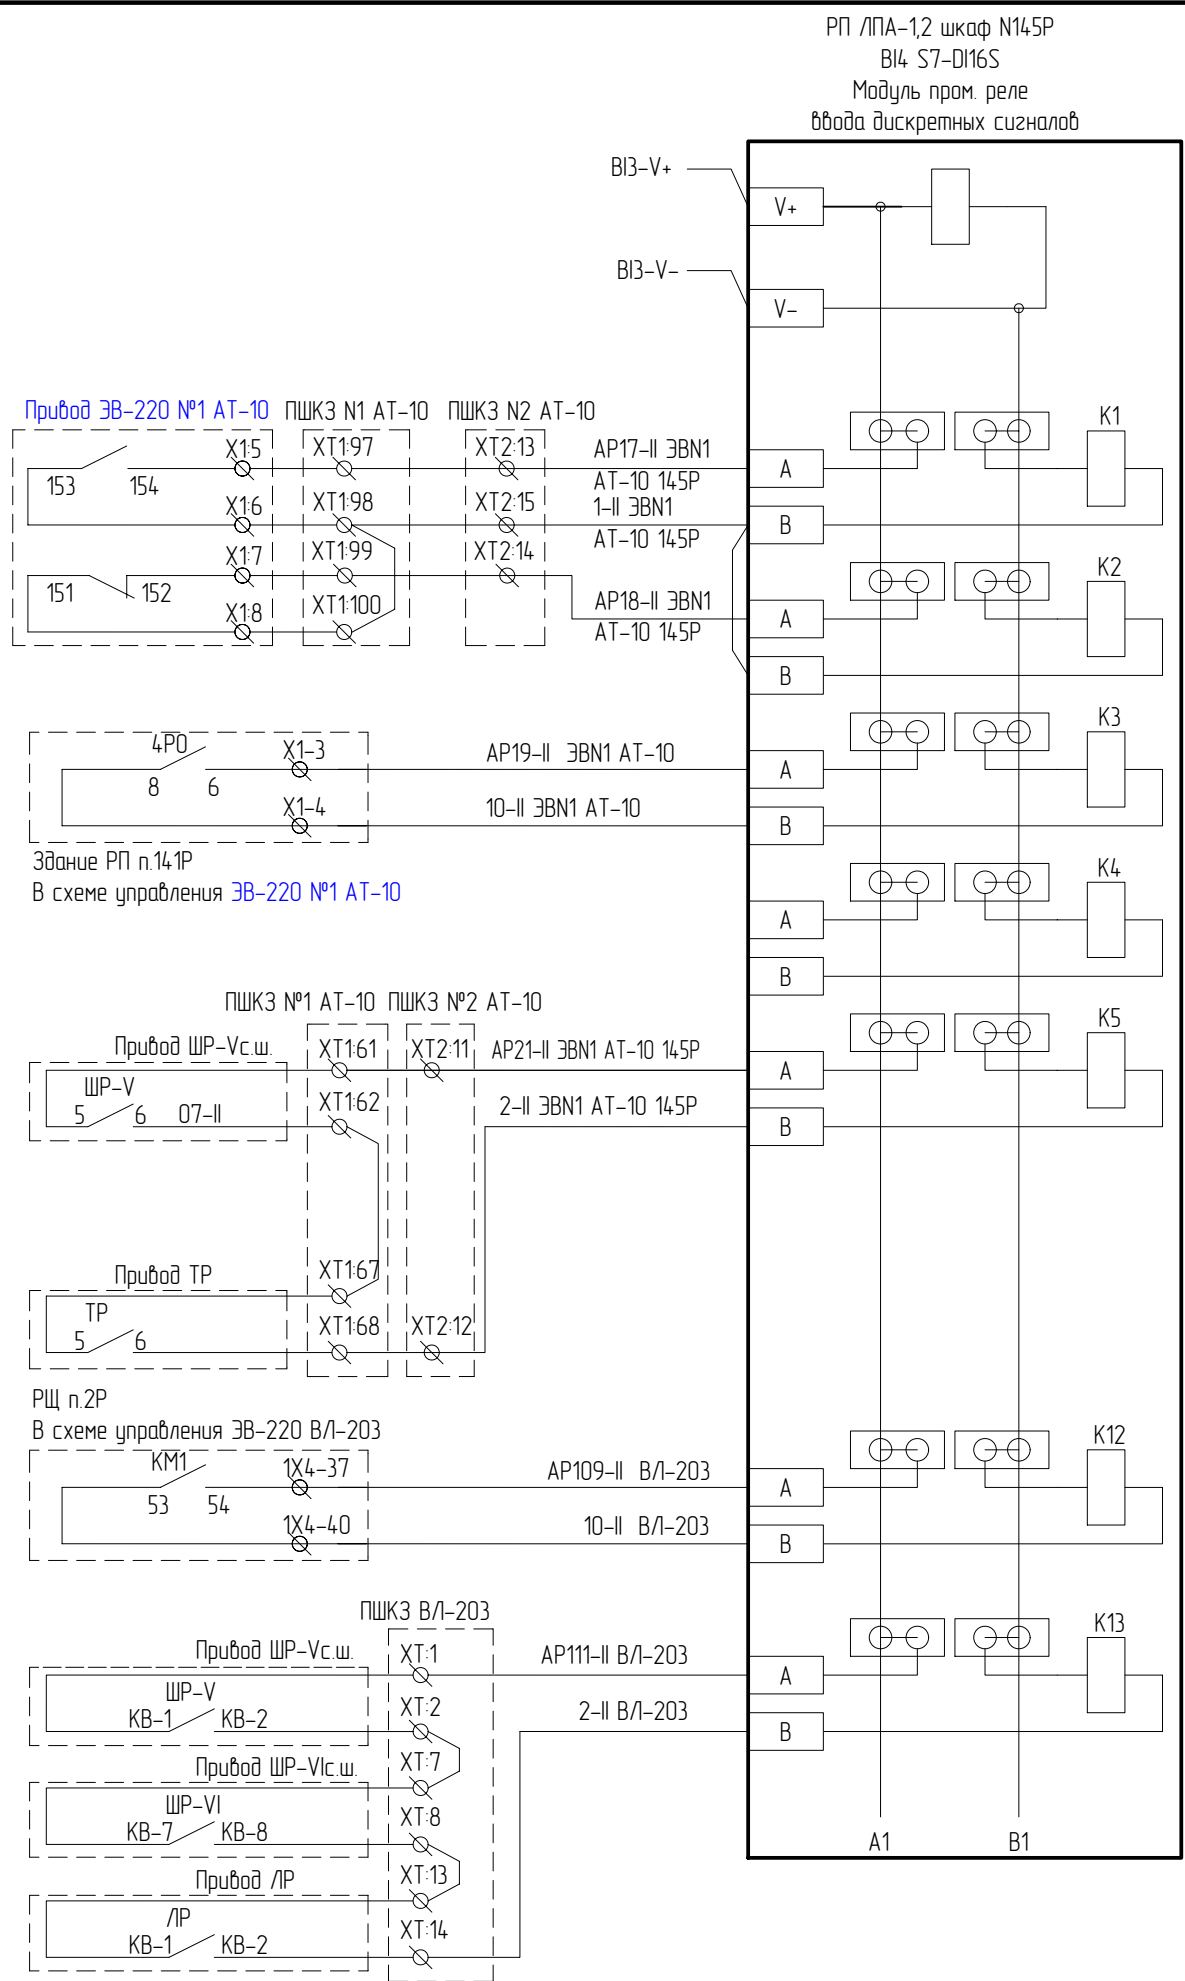 РП ЛПА-1,2 шкаф N145Р
BI4 S7-DI16S
Модуль пром. реле
ввода дискретных сигналов
BI3-V+
V+
BI3-V-
V-
Привод ЭВ-220 №1 АТ-10
ПШКЗ N1 АТ-10
ПШКЗ N2 АТ-10
K1
153
154
X1:5
XT1:97
XT2:13
АР17-II ЭВN1
АТ-10 145Р
A
X1:6
XT1:98
XT2:15
1-II ЭВN1
АТ-10 145Р
B
K2
151
152
X1:7
XT1:99
XT2:14
АР18-II ЭВN1
АТ-10 145Р
A
X1:8
XT1:100
B
K3
4РО
8
6
X1-3
АР19-II ЭВN1 АТ-10
A
X1-4
10-II ЭВN1 АТ-10
B
Здание РП п.141Р
В схеме управления ЭВ-220 №1 АТ-10
K4
A
B
ПШКЗ №1 АТ-10
ПШКЗ №2 АТ-10
K5
Привод ШР-Vс.ш.
XT1:61
XT2:11
АР21-II ЭВN1 АТ-10 145Р
A
ШР-V
5
6
07-II
XT1:62
2-II ЭВN1 АТ-10 145Р
B
Привод ТР
XT1:67
ТР
5
6
XT1:68
XT2:12
РЩ п.2Р
В схеме управления ЭВ-220 ВЛ-203
K12
КМ1
53
54
1X4-37
АР109-II ВЛ-203
A
1X4-40
10-II ВЛ-203
B
ПШКЗ ВЛ-203
K13
Привод ШР-Vс.ш.
XT:1
АР111-II ВЛ-203
A
ШР-V
КВ-1
КВ-2
XT:2
2-II ВЛ-203
B
Привод ШР-VIс.ш.
XT:7
ШР-VI
КВ-7
КВ-8
XT:8
Привод ЛР
XT:13
ЛР
КВ-1
КВ-2
XT:14
A1
B1